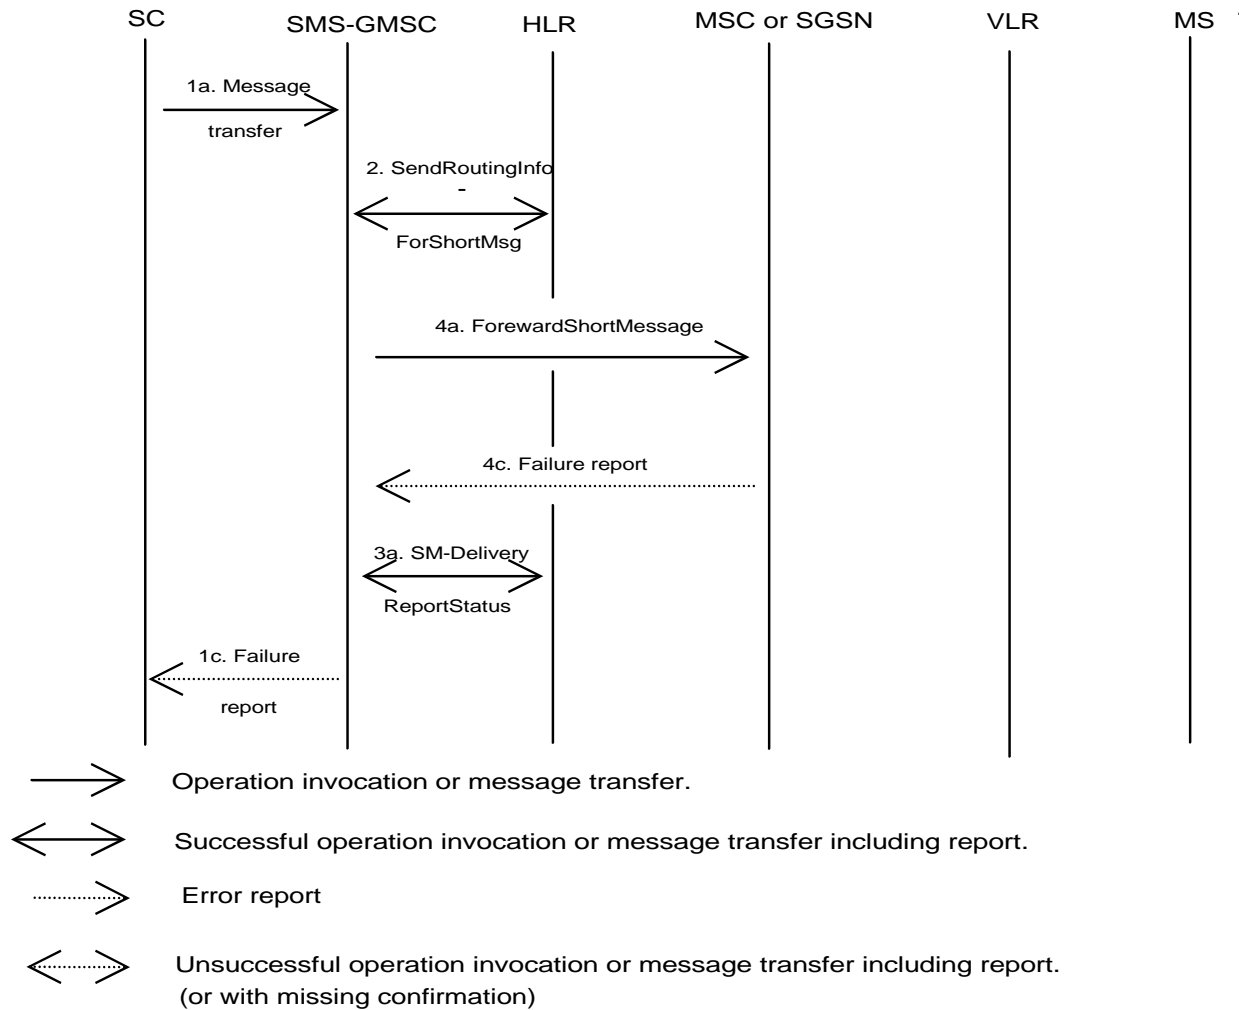 SC
SMS-GMSC
HLR
MSC or SGSN
VLR
MS
1a. Message
transfer
2. SendRoutingInfo
-
ForShortMsg
4a. ForewardShortMessage
4c. Failure report
3a. SM-Delivery
ReportStatus
1c. Failure
report
Operation invocation or message transfer.
Successful operation invocation or message transfer including report.
Error report
Unsuccessful operation invocation or message transfer including report.
(or with missing confirmation)